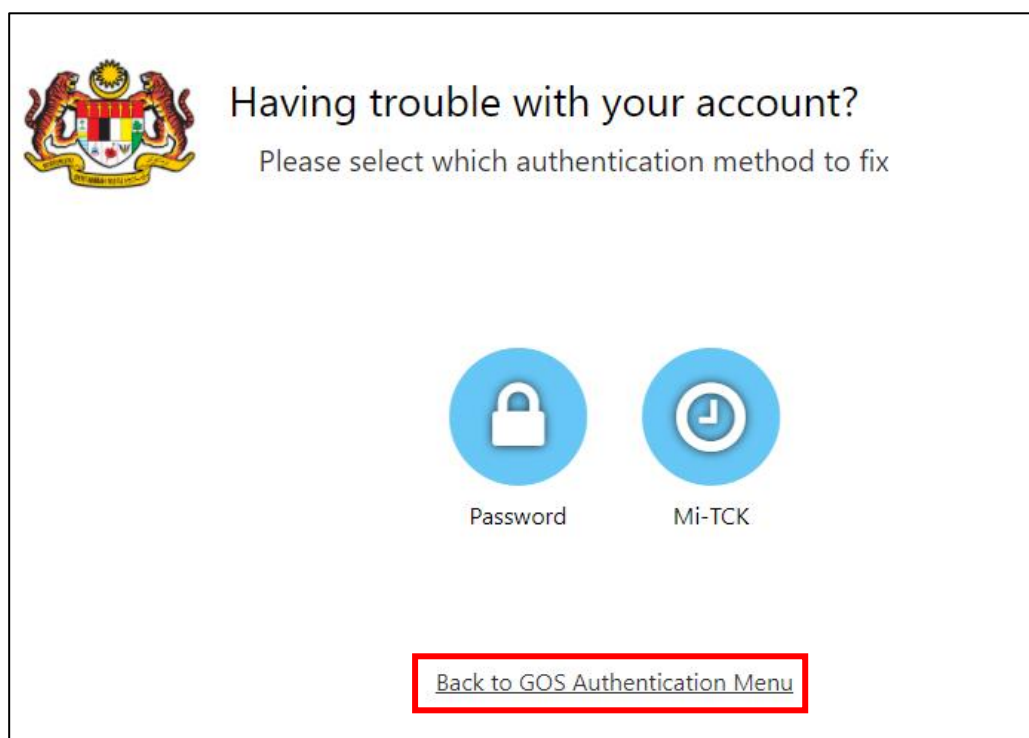 Having trouble with your account?
Please select which authentication method to fix
Password
Mi-TCK
Back to GOS Authentication Menu